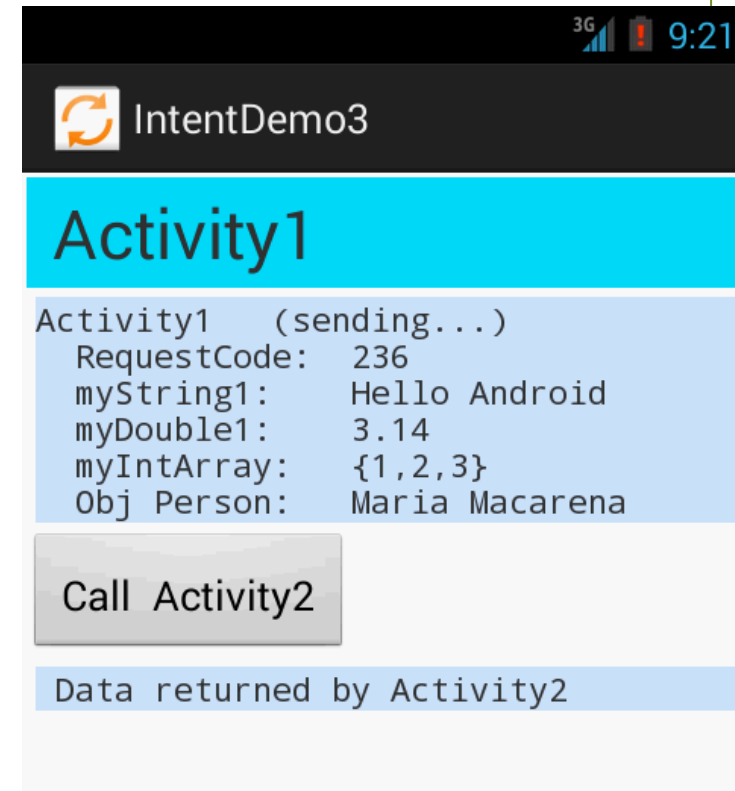 3G 9:21
IntentDemo3
Activity1
Activity1 (sending...)
RequestCode: 236
myString1: Hello Android
myDouble1: 3.14
myIntArray: {1,2,3}
Obj Person: Maria Macarena
Call Activity2
Data returned by Activity2